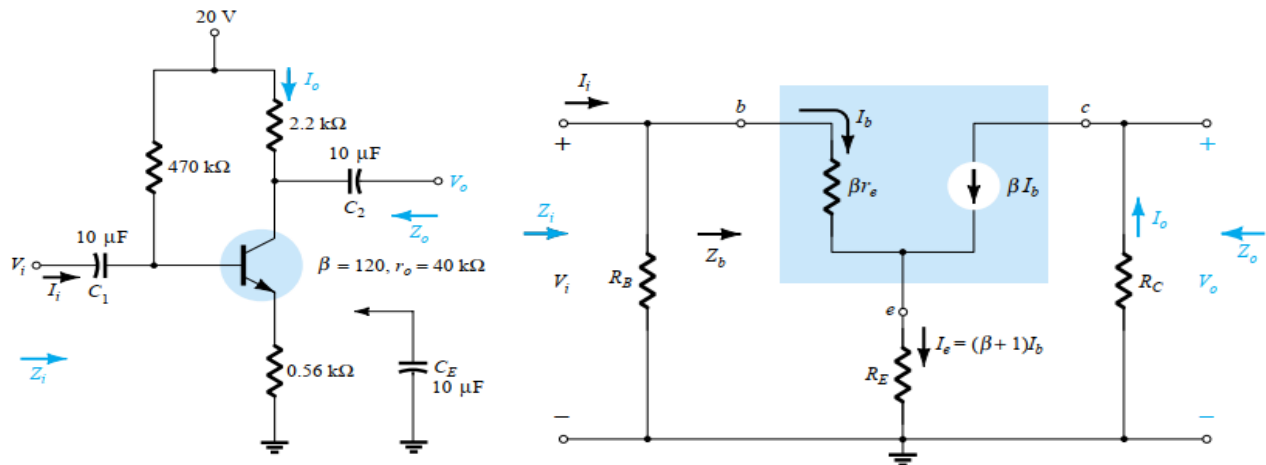 20 V
I_o
2.2 kΩ
470 kΩ
10 μF
C_2
V_o
Z_o
10 μF
V_i
I_i
C_1
β = 120, r_o = 40 kΩ
Z_i
0.56 kΩ
C_E
10 μF
I_i
b
c
+
I_b
+
βr_e
βI_b
Z_i
Z_b
I_o
Z_o
V_i
R_B
R_C
V_o
e
I_e = (β + 1)I_b
R_E
−
−